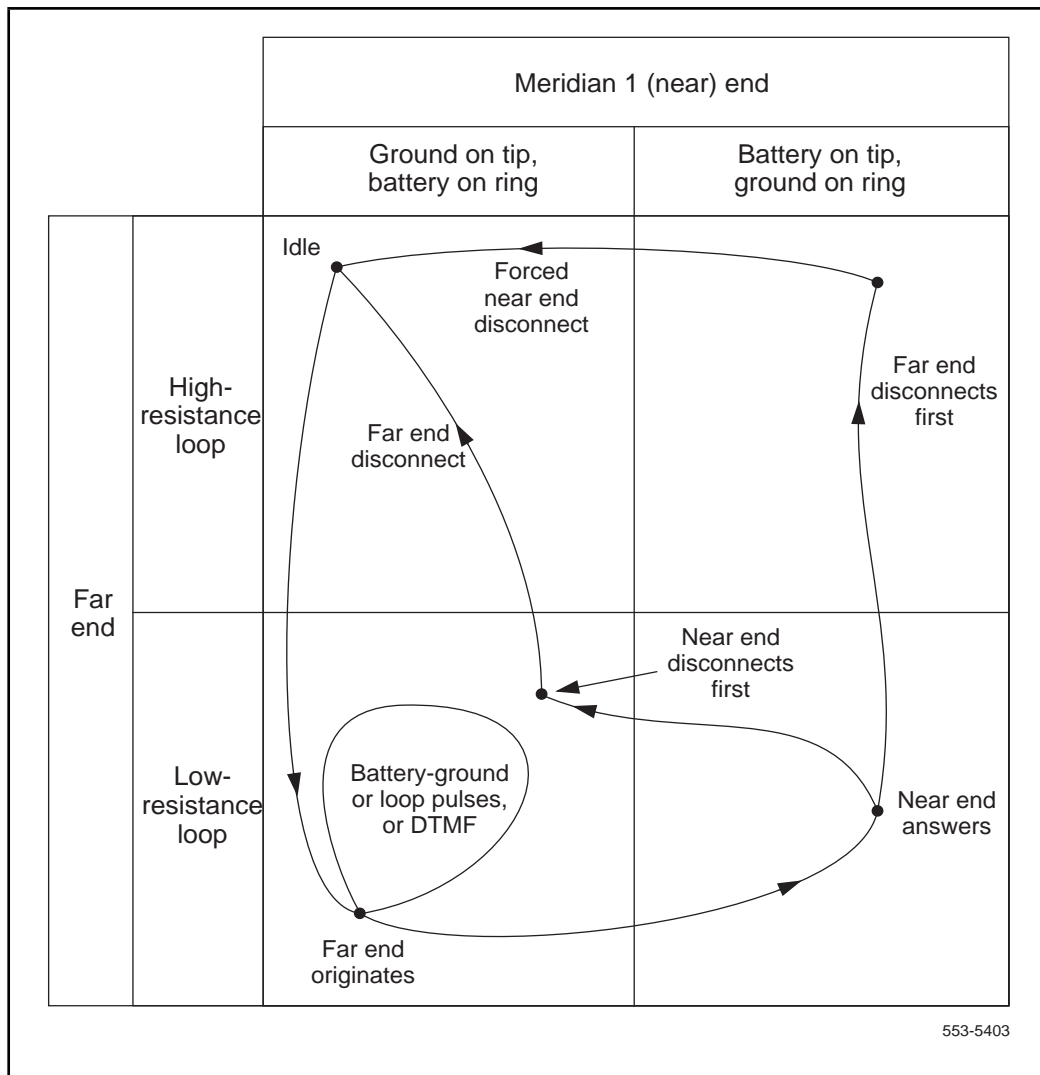 Meridian 1 (near) end
Ground on tip,
battery on ring
Battery on tip,
ground on ring
Idle
Forced
near end
disconnect
High-
resistance
loop
Far end
disconnects
first
Far end
disconnect
Far
end
Near end
disconnects
first
Low-
resistance
loop
Battery-ground
or loop pulses,
or DTMF
Near end
answers
Far end
originates
553-5403